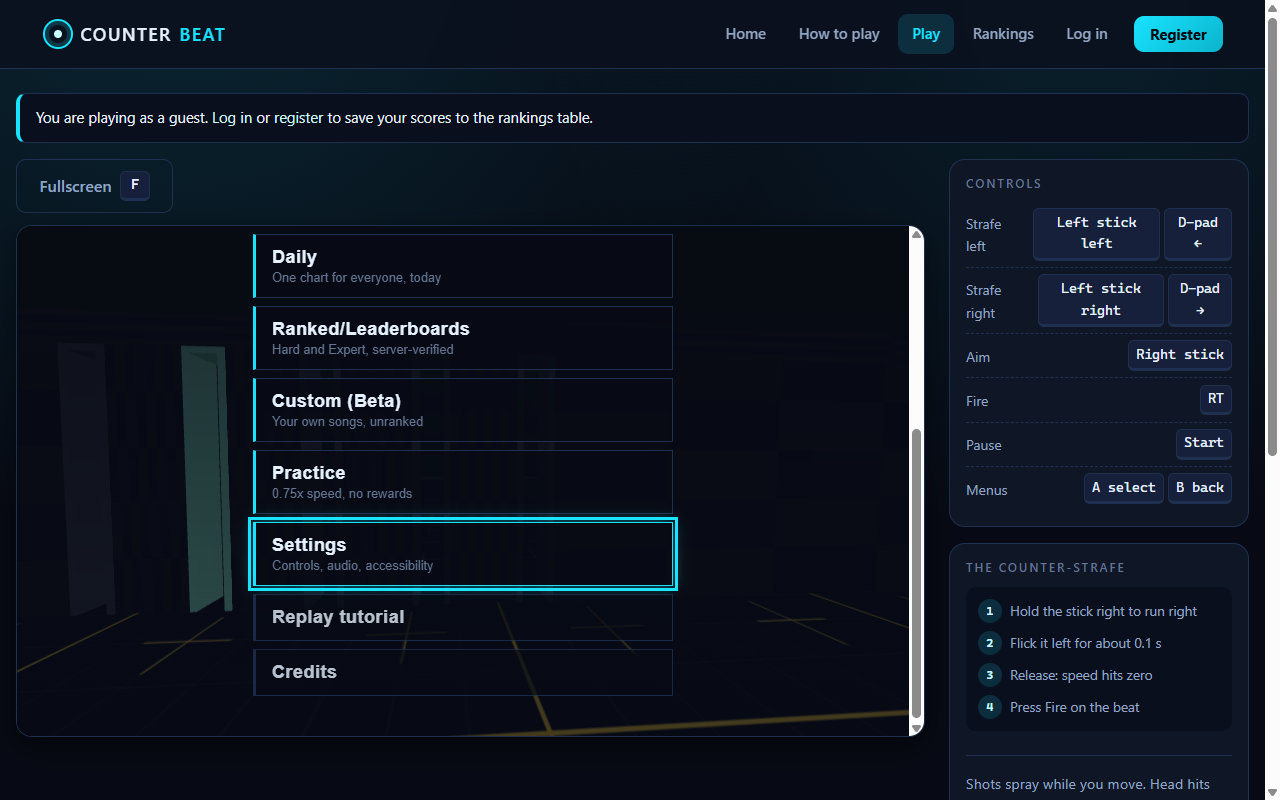 COUNTER BEAT
Home
How to play
Play
Rankings
Log in
Register
You are playing as a guest. Log in or register to save your scores to the rankings table.
Fullscreen F
Daily
One chart for everyone, today
Ranked/Leaderboards
Hard and Expert, server-verified
Custom (Beta)
Your own songs, unranked
Practice
0.75x speed, no rewards
Settings
Controls, audio, accessibility
Replay tutorial
Credits
CONTROLS
Strafe left
Left stick left
D-pad ←
Strafe right
Left stick right
D-pad →
Aim
Right stick
Fire
RT
Pause
Start
Menus
A select
B back
THE COUNTER-STRAFE
1 Hold the stick right to run right
2 Flick it left for about 0.1 s
3 Release: speed hits zero
4 Press Fire on the beat
Shots spray while you move. Head hits